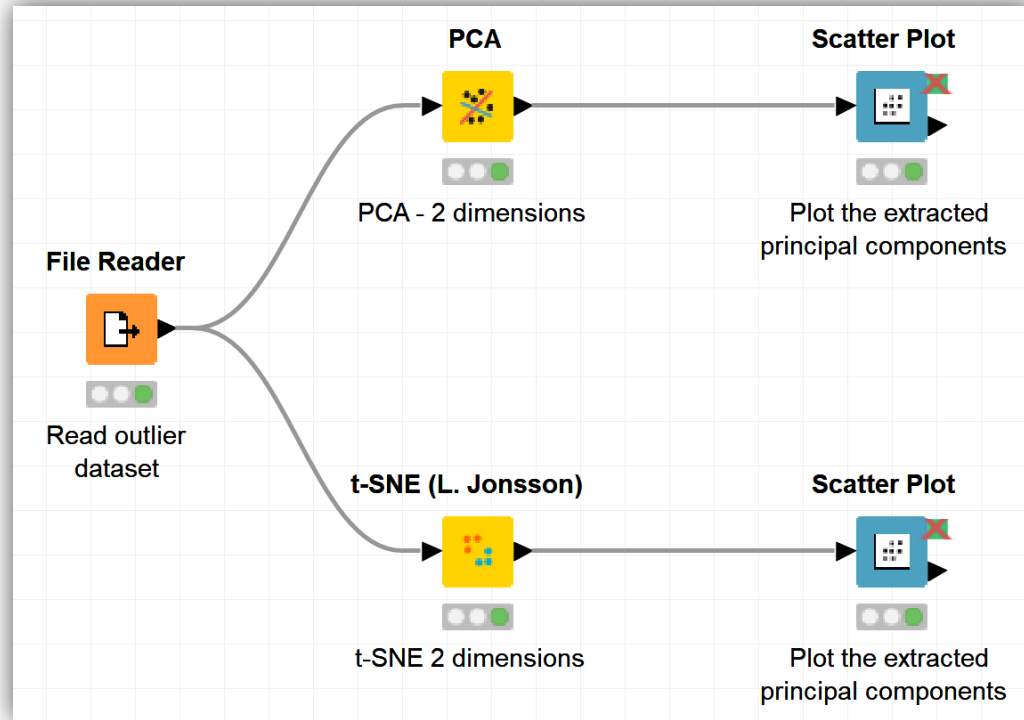 PCA
Scatter Plot
PCA - 2 dimensions
Plot the extracted
principal components
File Reader
Read outlier
dataset
t-SNE (L. Jonsson)
Scatter Plot
t-SNE 2 dimensions
Plot the extracted
principal components